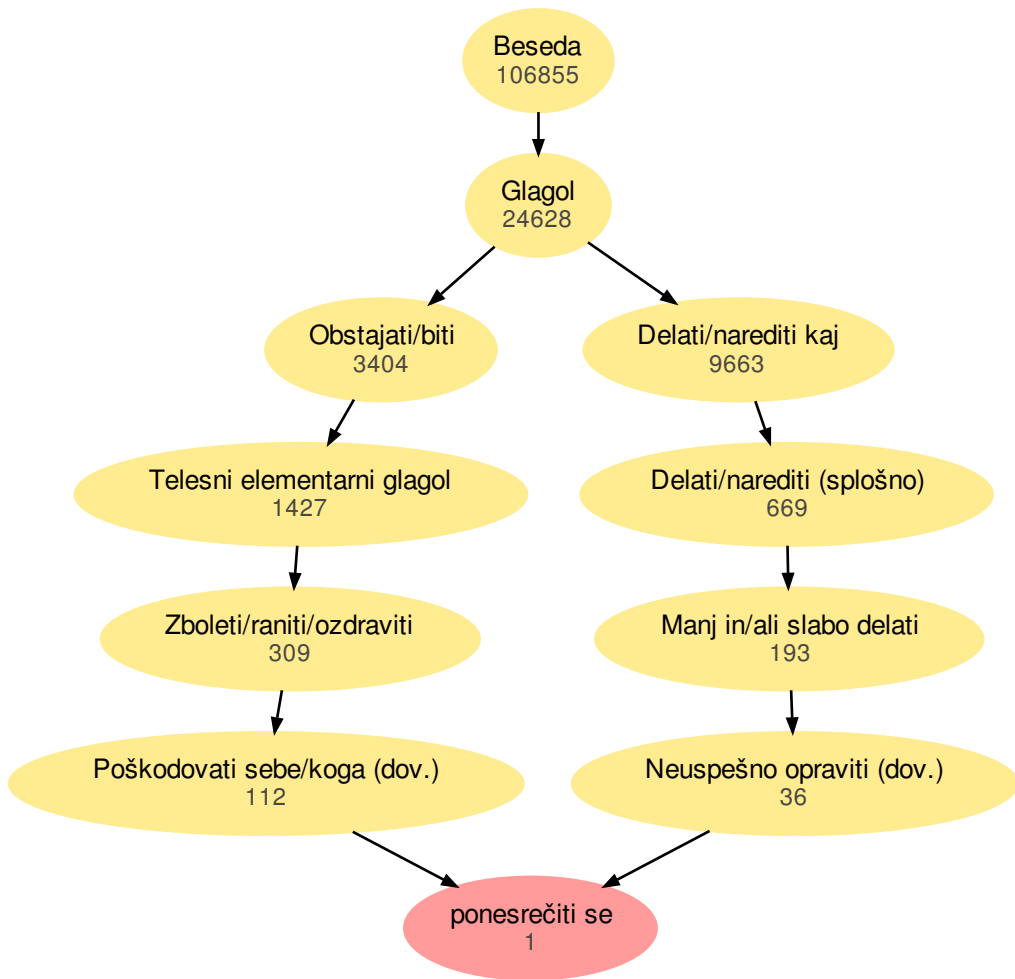 Beseda
106855
Glagol
24628
Obstajati/biti
3404
Delati/narediti kaj
9663
Telesni elementarni glagol
1427
Delati/narediti (splošno)
669
Zboleti/raniti/ozdraviti
309
Manj in/ali slabo delati
193
Poškodovati sebe/koga (dov.)
112
Neuspešno opraviti (dov.)
36
ponesrečiti se
1